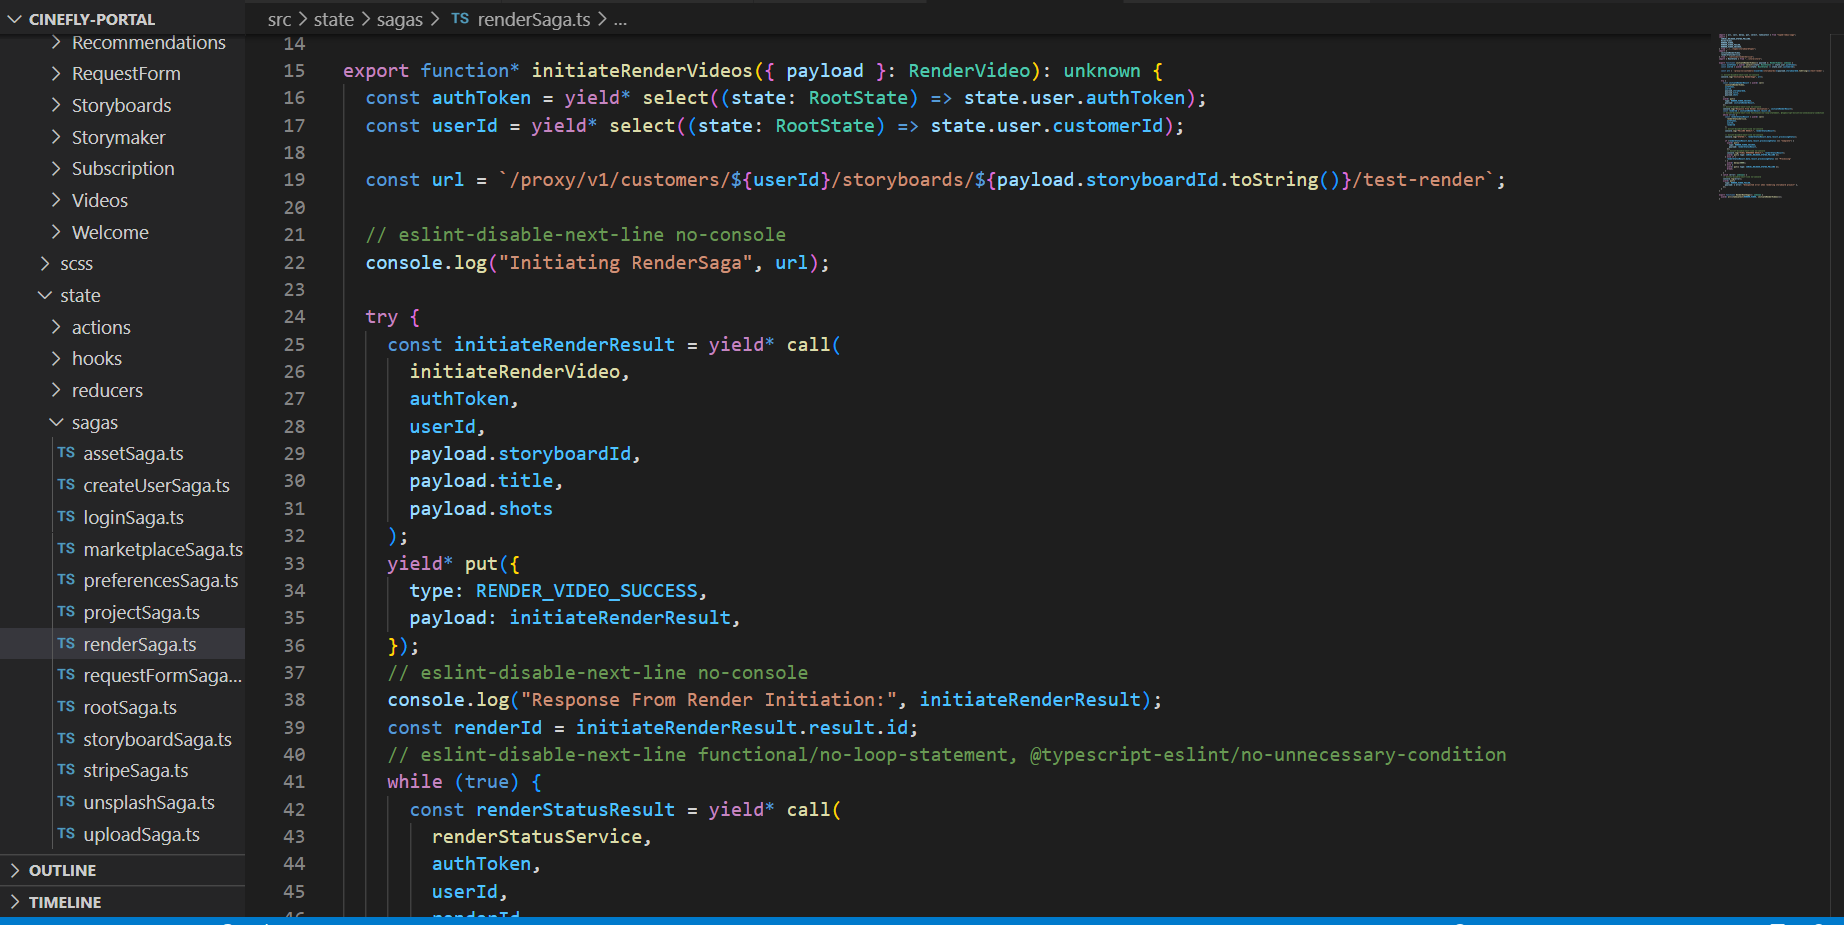 CINEFLY-PORTAL
Recommendations
RequestForm
Storyboards
Storymaker
Subscription
Videos
Welcome
scss
state
actions
hooks
reducers
sagas
TS assetSaga.ts
TS createUserSaga.ts
TS loginSaga.ts
TS marketplaceSaga.ts
TS preferencesSaga.ts
TS projectSaga.ts
TS renderSaga.ts
TS requestFormSaga...
TS rootSaga.ts
TS storyboardSaga.ts
TS stripeSaga.ts
TS unsplashSaga.ts
TS uploadSaga.ts
OUTLINE
TIMELINE
src > state > sagas > TS renderSaga.ts > ...
14
15 export function* initiateRenderVideos({ payload }: RenderVideo): unknown {
16 const authToken = yield* select((state: RootState) => state.user.authToken);
17 const userId = yield* select((state: RootState) => state.user.customerId);
18
19 const url = `/proxy/v1/customers/${userId}/storyboards/${payload.storyboardId.toString()}/test-render`;
20
21 // eslint-disable-next-line no-console
22 console.log("Initiating RenderSaga", url);
23
24 try {
25 const initiateRenderResult = yield* call(
26 initiateRenderVideo,
27 authToken,
28 userId,
29 payload.storyboardId,
30 payload.title,
31 payload.shots
32 );
33 yield* put({
34 type: RENDER_VIDEO_SUCCESS,
35 payload: initiateRenderResult,
36 });
37 // eslint-disable-next-line no-console
38 console.log("Response From Render Initiation:", initiateRenderResult);
39 const renderId = initiateRenderResult.result.id;
40 // eslint-disable-next-line functional/no-loop-statement, @typescript-eslint/no-unnecessary-condition
41 while (true) {
42 const renderStatusResult = yield* call(
43 renderStatusService,
44 authToken,
45 userId,
46 renderId